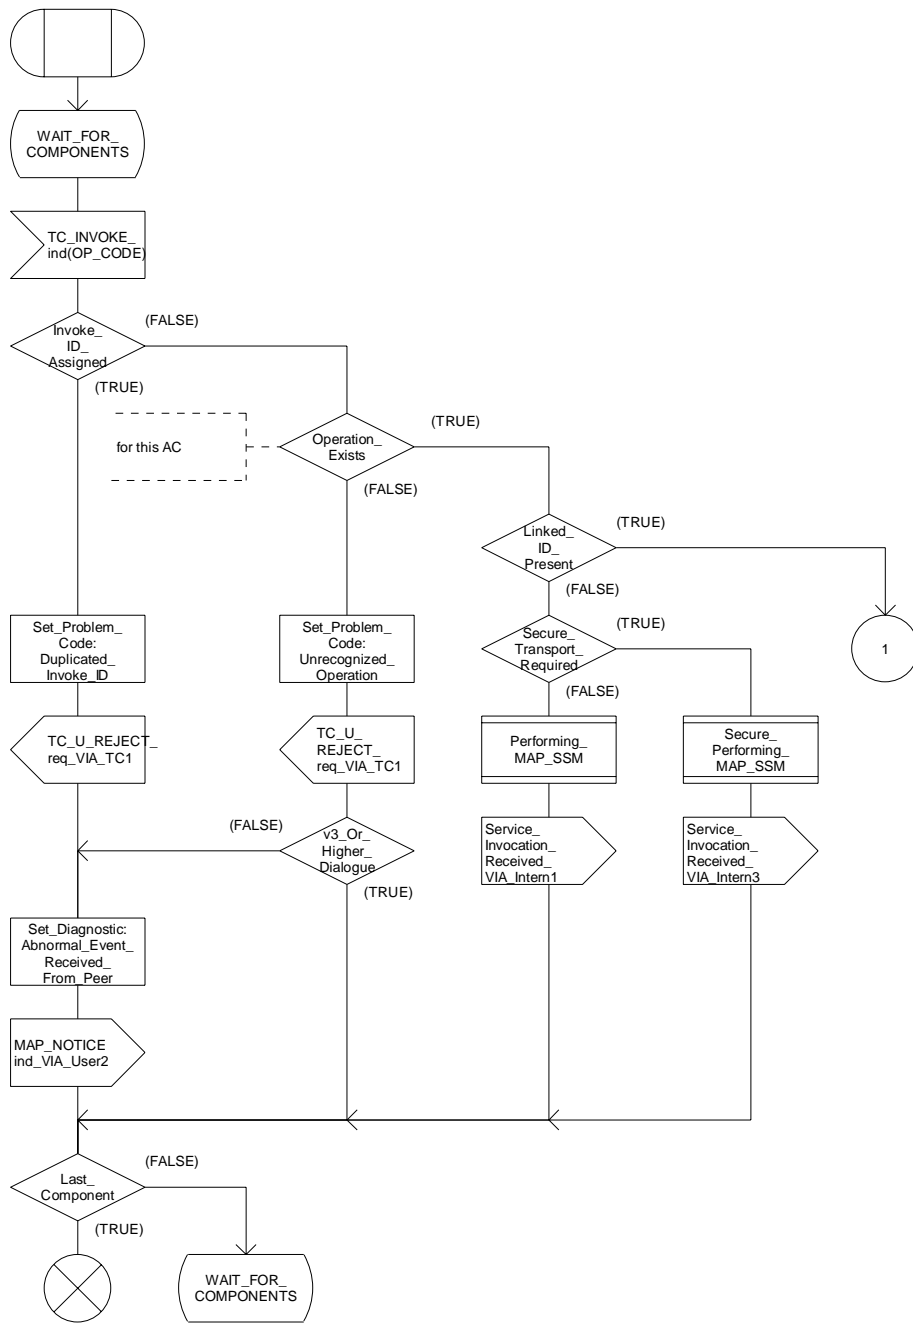 WAIT_FOR_
COMPONENTS
TC_INVOKE_
ind(OP_CODE)
(FALSE)
Invoke_
ID_
Assigned
(TRUE)
(TRUE)
for this AC
Operation_
Exists
(FALSE)
(TRUE)
Linked_
ID_
Present
(FALSE)
Set_Problem_
Code:
Duplicated_
Invoke_ID
Set_Problem_
Code:
Unrecognized_
Operation
(TRUE)
Secure_
Transport_
Required
(FALSE)
1
TC_U_REJECT_
req_VIA_TC1
TC_U_
REJECT_
req_VIA_TC1
Performing_
MAP_SSM
Secure_
Performing_
MAP_SSM
(FALSE)
v3_Or_
Higher_
Dialogue
(TRUE)
Service_
Invocation_
Received_
VIA_Intern1
Service_
Invocation_
Received_
VIA_Intern3
Set_Diagnostic:
Abnormal_Event_
Received_
From_Peer
MAP_NOTICE
ind_VIA_User2
(FALSE)
Last_
Component
(TRUE)
WAIT_FOR_
COMPONENTS